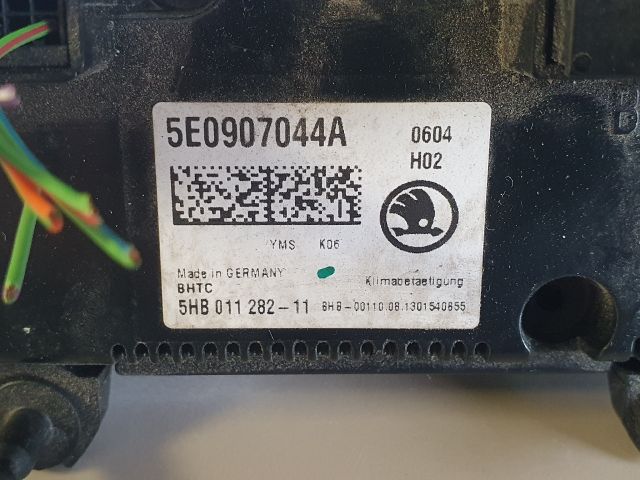 5E0907044A
0604
H02
YMS K06
Made in GERMANY
BHTC
Klimabetaetigung
5HB 011 282-11
8HB-00110.08.1301540855